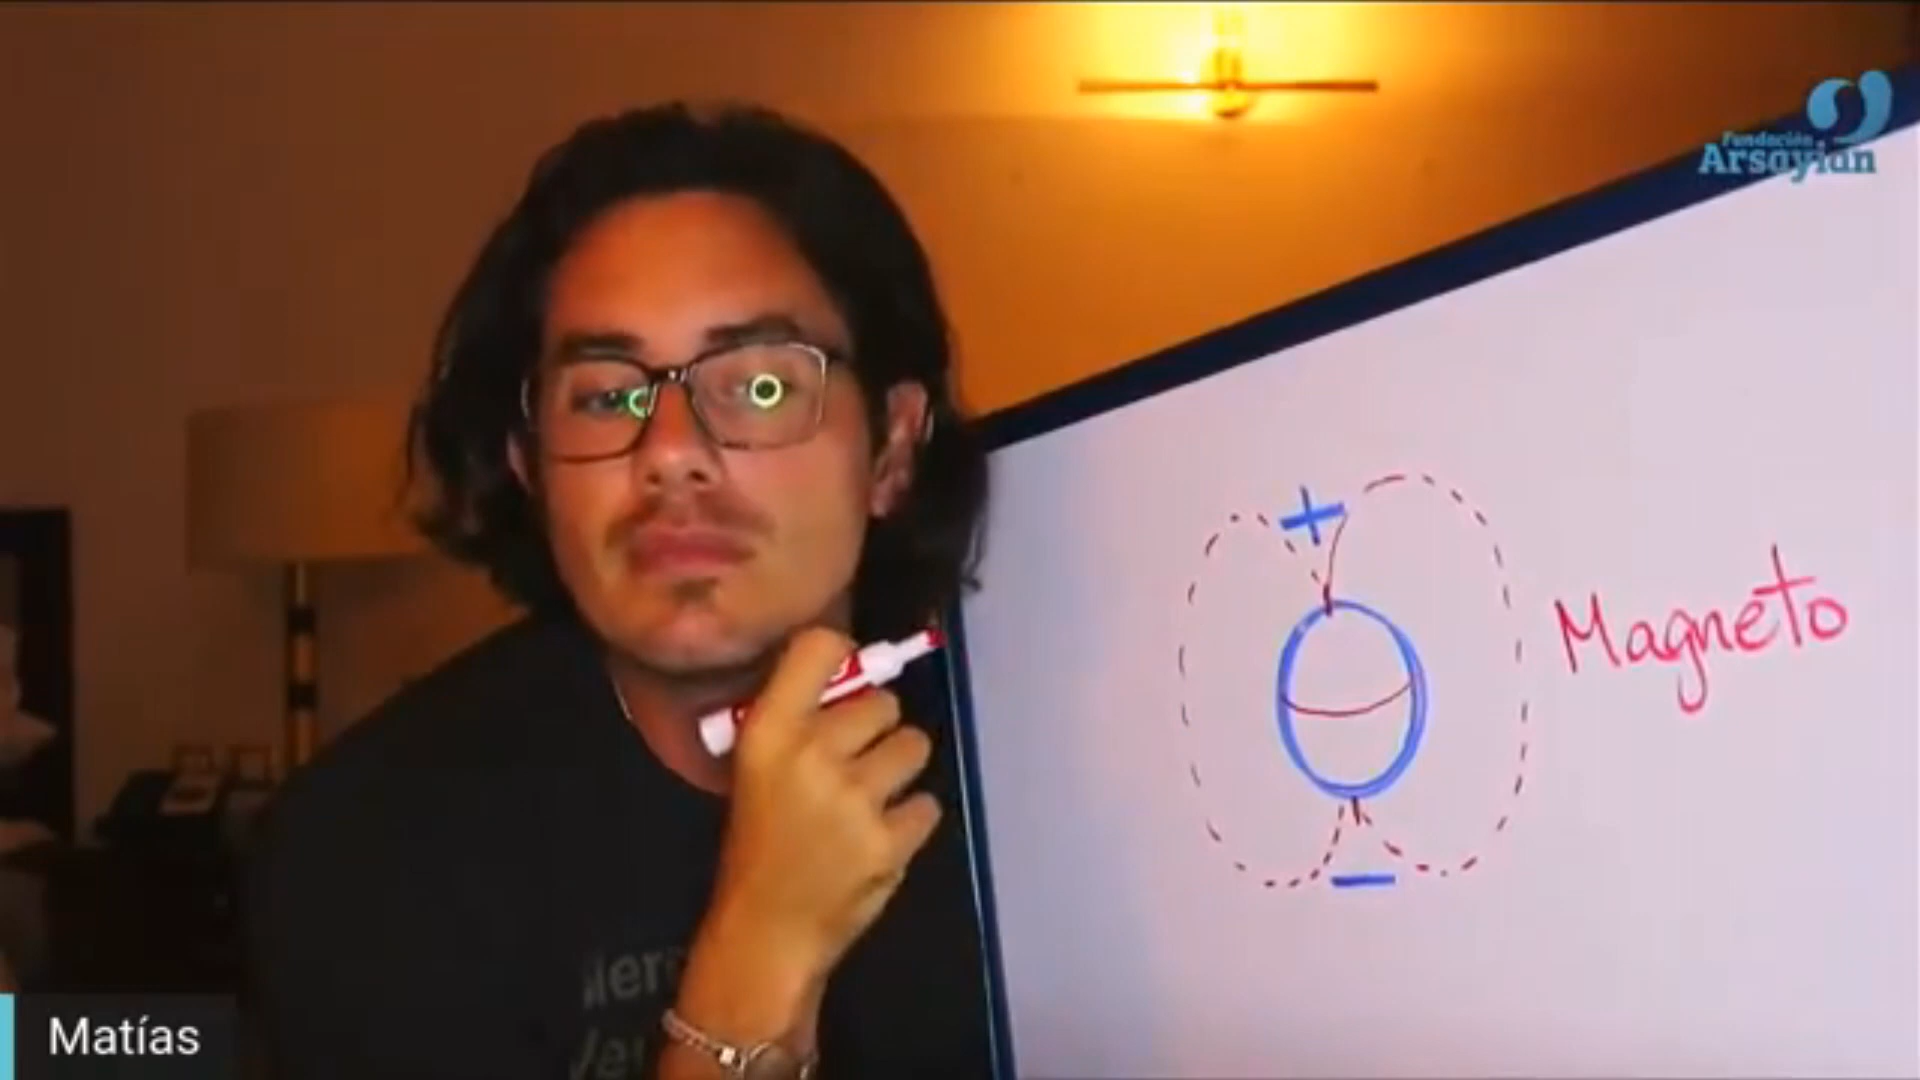 Fundación
Arsayian
+
Magneto
−
Matías